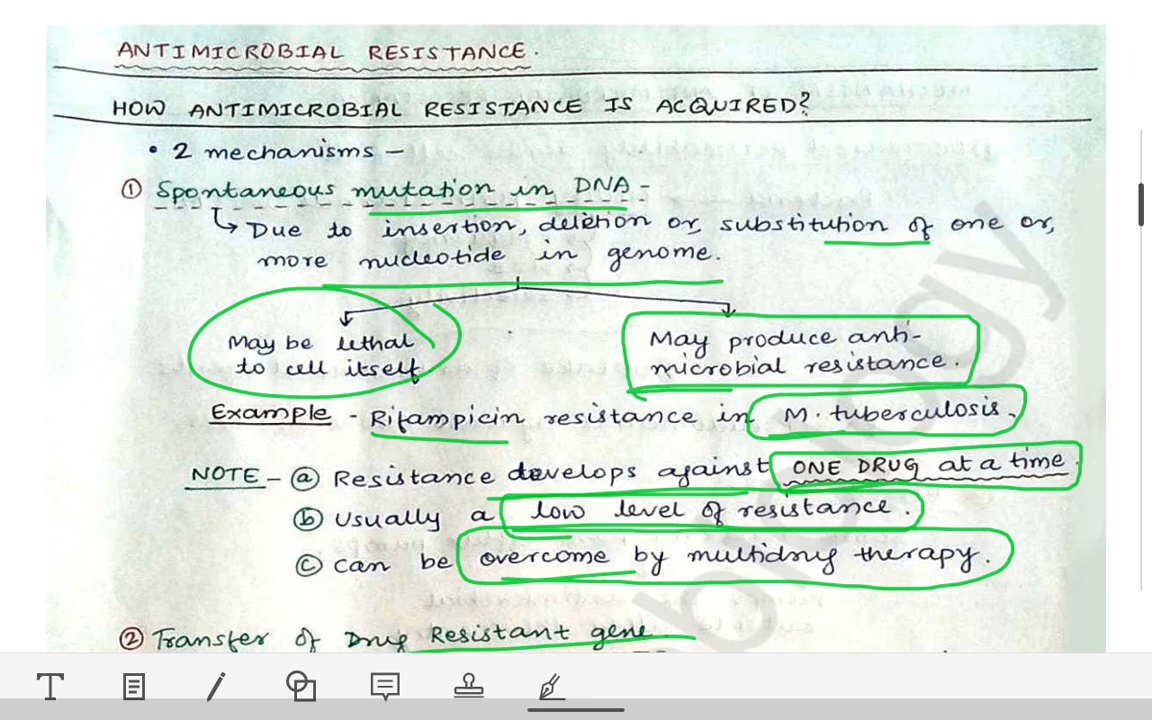 ANTIMICROBIAL RESISTANCE.
HOW ANTIMICROBIAL RESISTANCE IS ACQUIRED?
• 2 mechanisms –
① Spontaneous mutation in DNA -
↳ Due to insertion, deletion or, substitution of one or,
more nucleotide in genome.
May be lethal
to cell itself
May produce anti-
microbial resistance.
Example - Rifampicin resistance in M. tuberculosis.
NOTE - ⓐ Resistance develops against ONE DRUG at a time.
ⓑ Usually a low level of resistance.
ⓒ Can be overcome by multidrug therapy.
② Transfer of Drug Resistant gene.
T